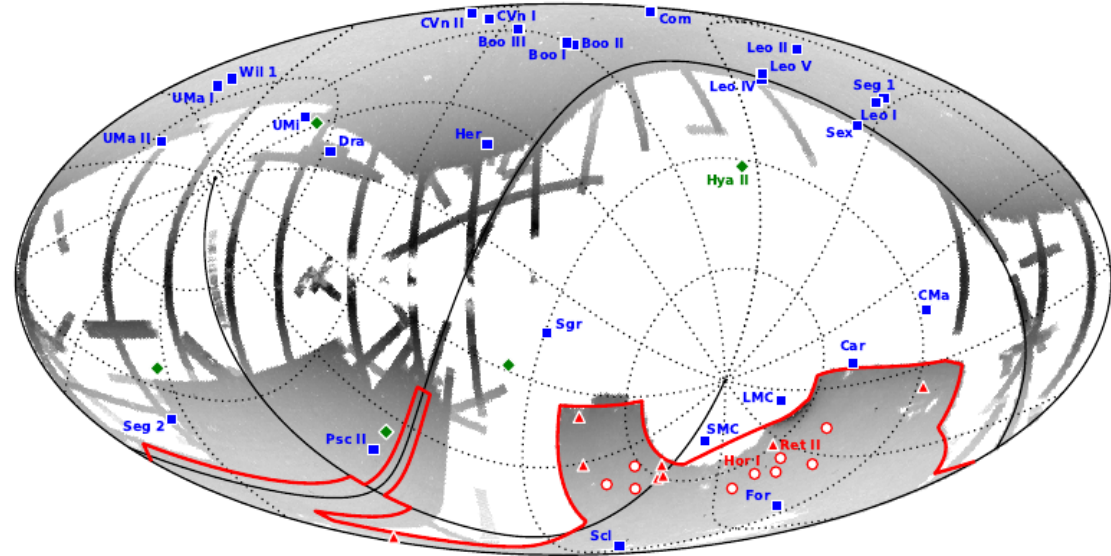 CVn II
CVn I
Com
Boo III
Boo I
Boo II
Leo II
Leo V
Leo IV
Wil 1
UMa I
Seg 1
Leo I
UMi
Sex
UMa II
Dra
Her
Hya II
CMa
Sgr
Car
LMC
Seg 2
Psc II
SMC
Ret II
Hor I
For
Scl